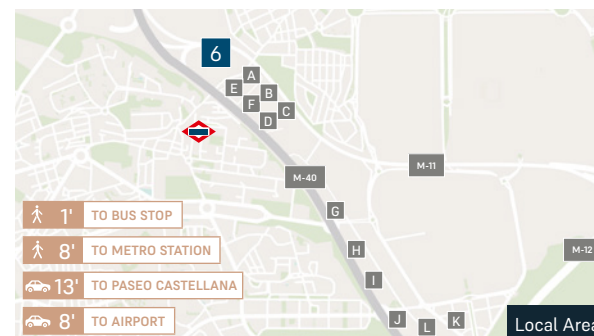 6
A
E
B
F
C
D
M-11
M-40
G
H
M-12
I
J
L
K
1' TO BUS STOP
8' TO METRO STATION
13' TO PASEO CASTELLANA
8' TO AIRPORT
Local Area